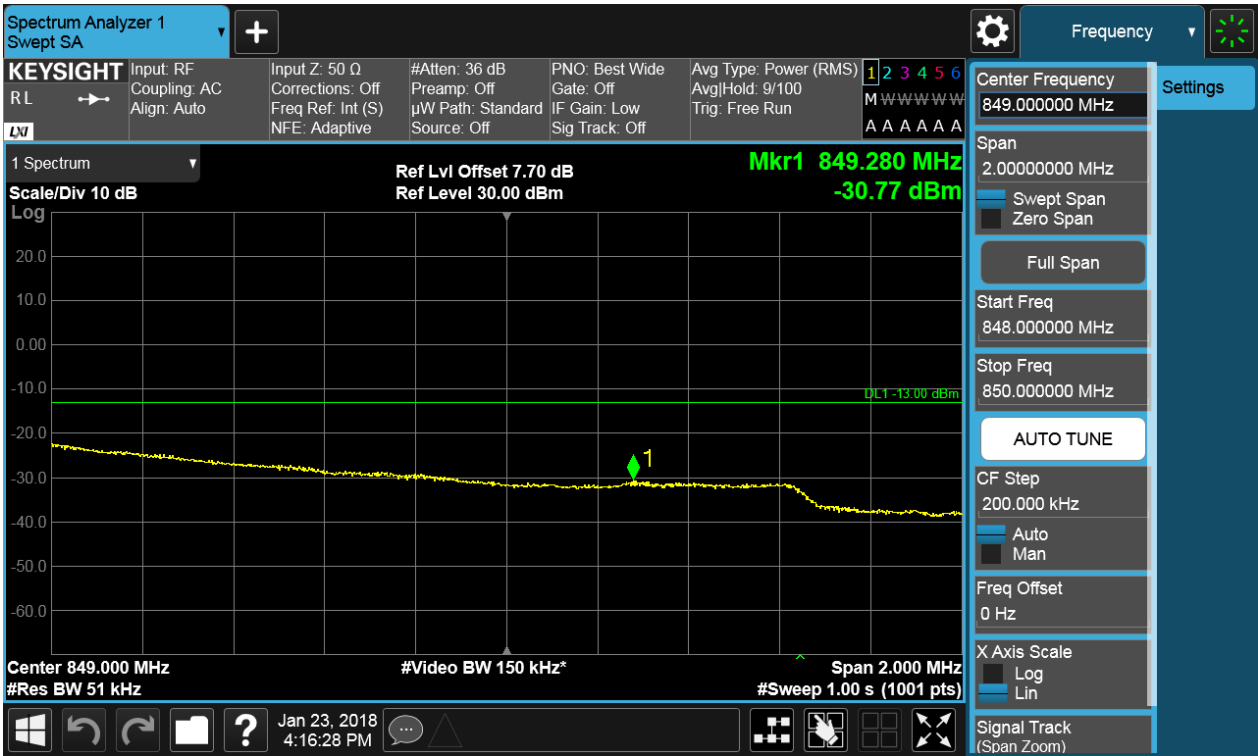 Spectrum Analyzer 1
Swept SA
Frequency
KEYSIGHT
R L
LXI
Input: RF
Coupling: AC
Align: Auto
Input Z: 50 Ω
Corrections: Off
Freq Ref: Int (S)
NFE: Adaptive
#Atten: 36 dB
Preamp: Off
µW Path: Standard
Source: Off
PNO: Best Wide
Gate: Off
IF Gain: Low
Sig Track: Off
Avg Type: Power (RMS)
Avg|Hold: 9/100
Trig: Free Run
1 2 3 4 5 6
M W W W W W
A A A A A A
1 Spectrum
Scale/Div 10 dB
Log
Ref Lvl Offset 7.70 dB
Ref Level 30.00 dBm
Mkr1 849.280 MHz
-30.77 dBm
20.0
10.0
0.00
-10.0
DL1 -13.00 dBm
-20.0
1
-30.0
-40.0
-50.0
-60.0
Center 849.000 MHz
#Video BW 150 kHz*
Span 2.000 MHz
#Res BW 51 kHz
#Sweep 1.00 s (1001 pts)
Center Frequency
849.000000 MHz
Settings
Span
2.00000000 MHz
Swept Span
Zero Span
Full Span
Start Freq
848.000000 MHz
Stop Freq
850.000000 MHz
AUTO TUNE
CF Step
200.000 kHz
Auto
Man
Freq Offset
0 Hz
X Axis Scale
Log
Lin
Signal Track
(Span Zoom)
?
Jan 23, 2018
4:16:28 PM